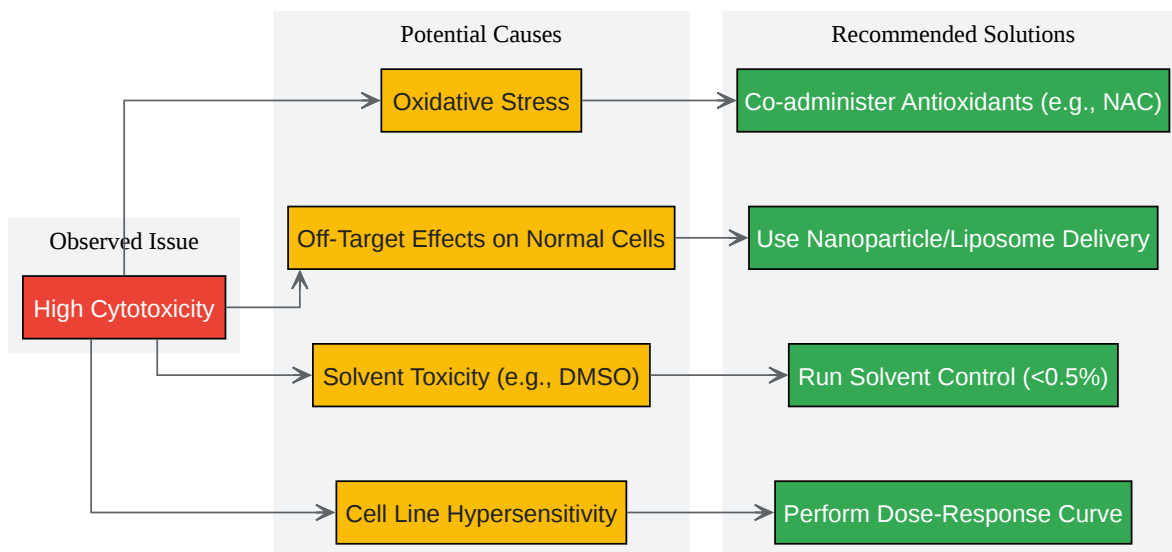 Potential Causes
Recommended Solutions
Oxidative Stress
Co-administer Antioxidants (e.g., NAC)
Observed Issue
Off-Target Effects on Normal Cells
Use Nanoparticle/Liposome Delivery
High Cytotoxicity
Solvent Toxicity (e.g., DMSO)
Run Solvent Control (<0.5%)
Cell Line Hypersensitivity
Perform Dose-Response Curve